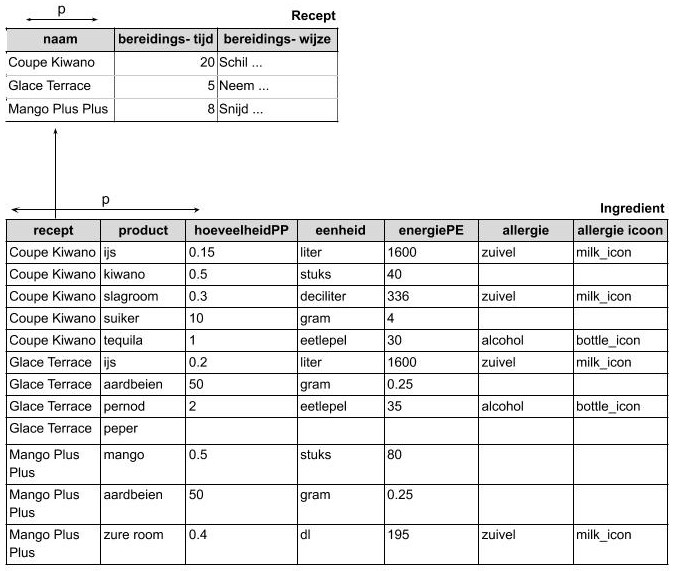 p
Recept
naam bereidings- tijd bereidings- wijze
Coupe Kiwano 20 Schil ...
Glace Terrace 5 Neem ...
Mango Plus Plus 8 Snijd ...
p
Ingredient
recept product hoeveelheidPP eenheid energiePE allergie allergie icoon
Coupe Kiwano ijs 0.15 liter 1600 zuivel milk_icon
Coupe Kiwano kiwano 0.5 stuks 40
Coupe Kiwano slagroom 0.3 deciliter 336 zuivel milk_icon
Coupe Kiwano suiker 10 gram 4
Coupe Kiwano tequila 1 eetlepel 30 alcohol bottle_icon
Glace Terrace ijs 0.2 liter 1600 zuivel milk_icon
Glace Terrace aardbeien 50 gram 0.25
Glace Terrace pernod 2 eetlepel 35 alcohol bottle_icon
Glace Terrace peper
Mango Plus Plus mango 0.5 stuks 80
Mango Plus Plus aardbeien 50 gram 0.25
Mango Plus Plus zure room 0.4 dl 195 zuivel milk_icon